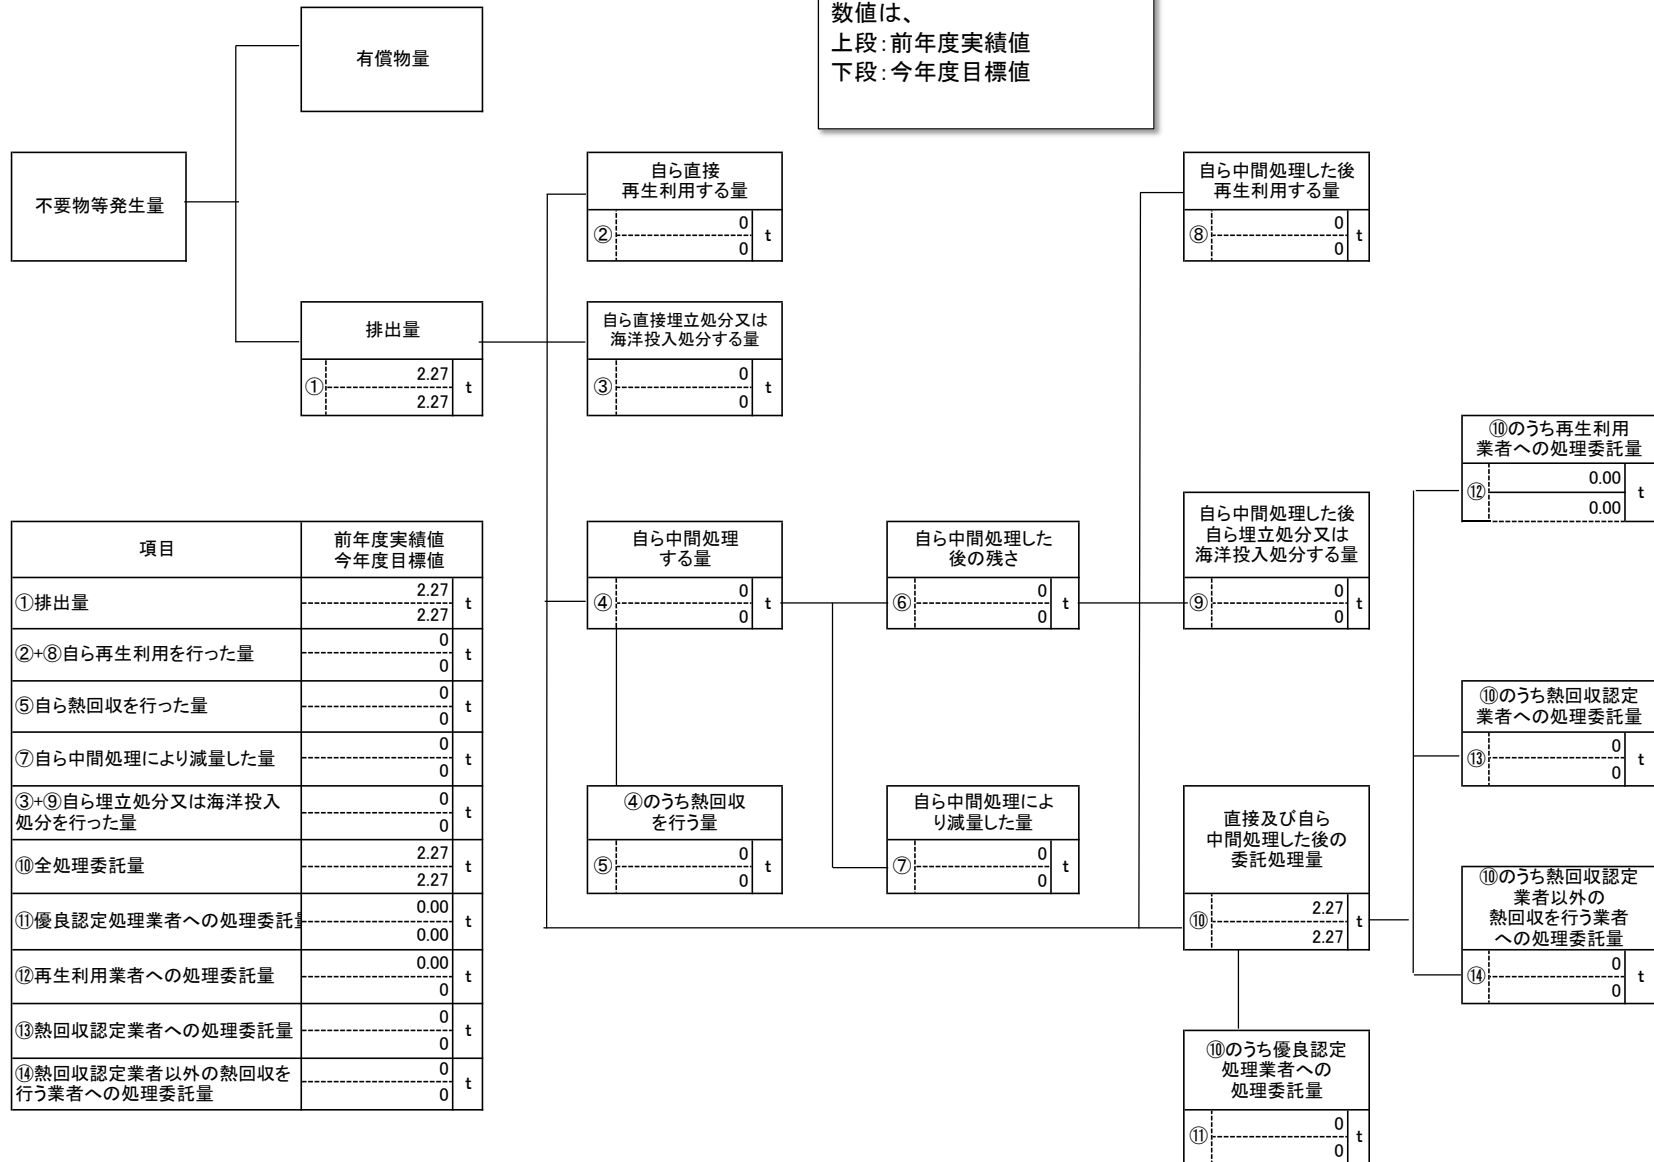 数値は、
上段：前年度実績値
下段：今年度目標値
有償物量
不要物等発生量
排出量
①
2.27
2.27
t
自ら直接
再生利用する量
②
0
0
t
自ら直接埋立処分又は
海洋投入処分する量
③
0
0
t
自ら中間処理した後
再生利用する量
⑧
0
0
t
自ら中間処理
する量
④
0
0
t
自ら中間処理した
後の残さ
⑥
0
0
t
自ら中間処理した後
自ら埋立処分又は
海洋投入処分する量
⑨
0
0
t
④のうち熱回収
を行う量
⑤
0
0
t
自ら中間処理によ
り減量した量
⑦
0
0
t
直接及び自ら
中間処理した後の
委託処理量
⑩
2.27
2.27
t
⑩のうち優良認定
処理業者への
処理委託量
⑪
0
0
t
⑩のうち再生利用
業者への処理委託量
⑫
0.00
0.00
t
⑩のうち熱回収認定
業者への処理委託量
⑬
0
0
t
⑩のうち熱回収認定
業者以外の
熱回収を行う業者
への処理委託量
⑭
0
0
t
項目
前年度実績値
今年度目標値
①排出量
2.27
2.27
t
②+⑧自ら再生利用を行った量
0
0
t
⑤自ら熱回収を行った量
0
0
t
⑦自ら中間処理により減量した量
0
0
t
③+⑨自ら埋立処分又は海洋投入
処分を行った量
0
0
t
⑩全処理委託量
2.27
2.27
t
⑪優良認定処理業者への処理委託
0.00
0.00
t
⑫再生利用業者への処理委託量
0.00
0
t
⑬熱回収認定業者への処理委託量
0
0
t
⑭熱回収認定業者以外の熱回収を
行う業者への処理委託量
0
0
t